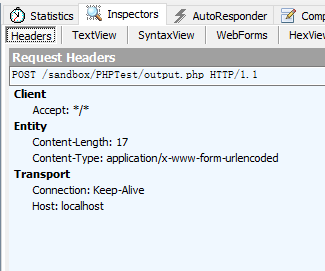 Statistics Inspectors AutoResponder Comp
Headers TextView SyntaxView WebForms HexVie
Request Headers
POST /sandbox/PHPTest/output.php HTTP/1.1
Client
Accept: */*
Entity
Content-Length: 17
Content-Type: application/x-www-form-urlencoded
Transport
Connection: Keep-Alive
Host: localhost